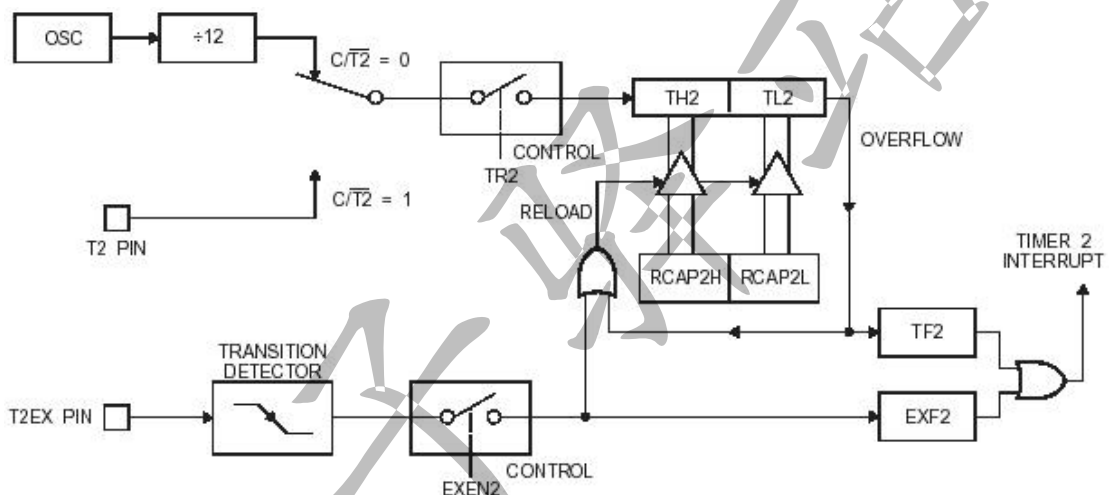 OSC
÷12
C/T2 = 0
TH2
TL2
OVERFLOW
CONTROL
TR2
C/T2 = 1
T2 PIN
RELOAD
RCAP2H
RCAP2L
TIMER 2
INTERRUPT
TF2
TRANSITION
DETECTOR
T2EX PIN
EXF2
CONTROL
EXEN2